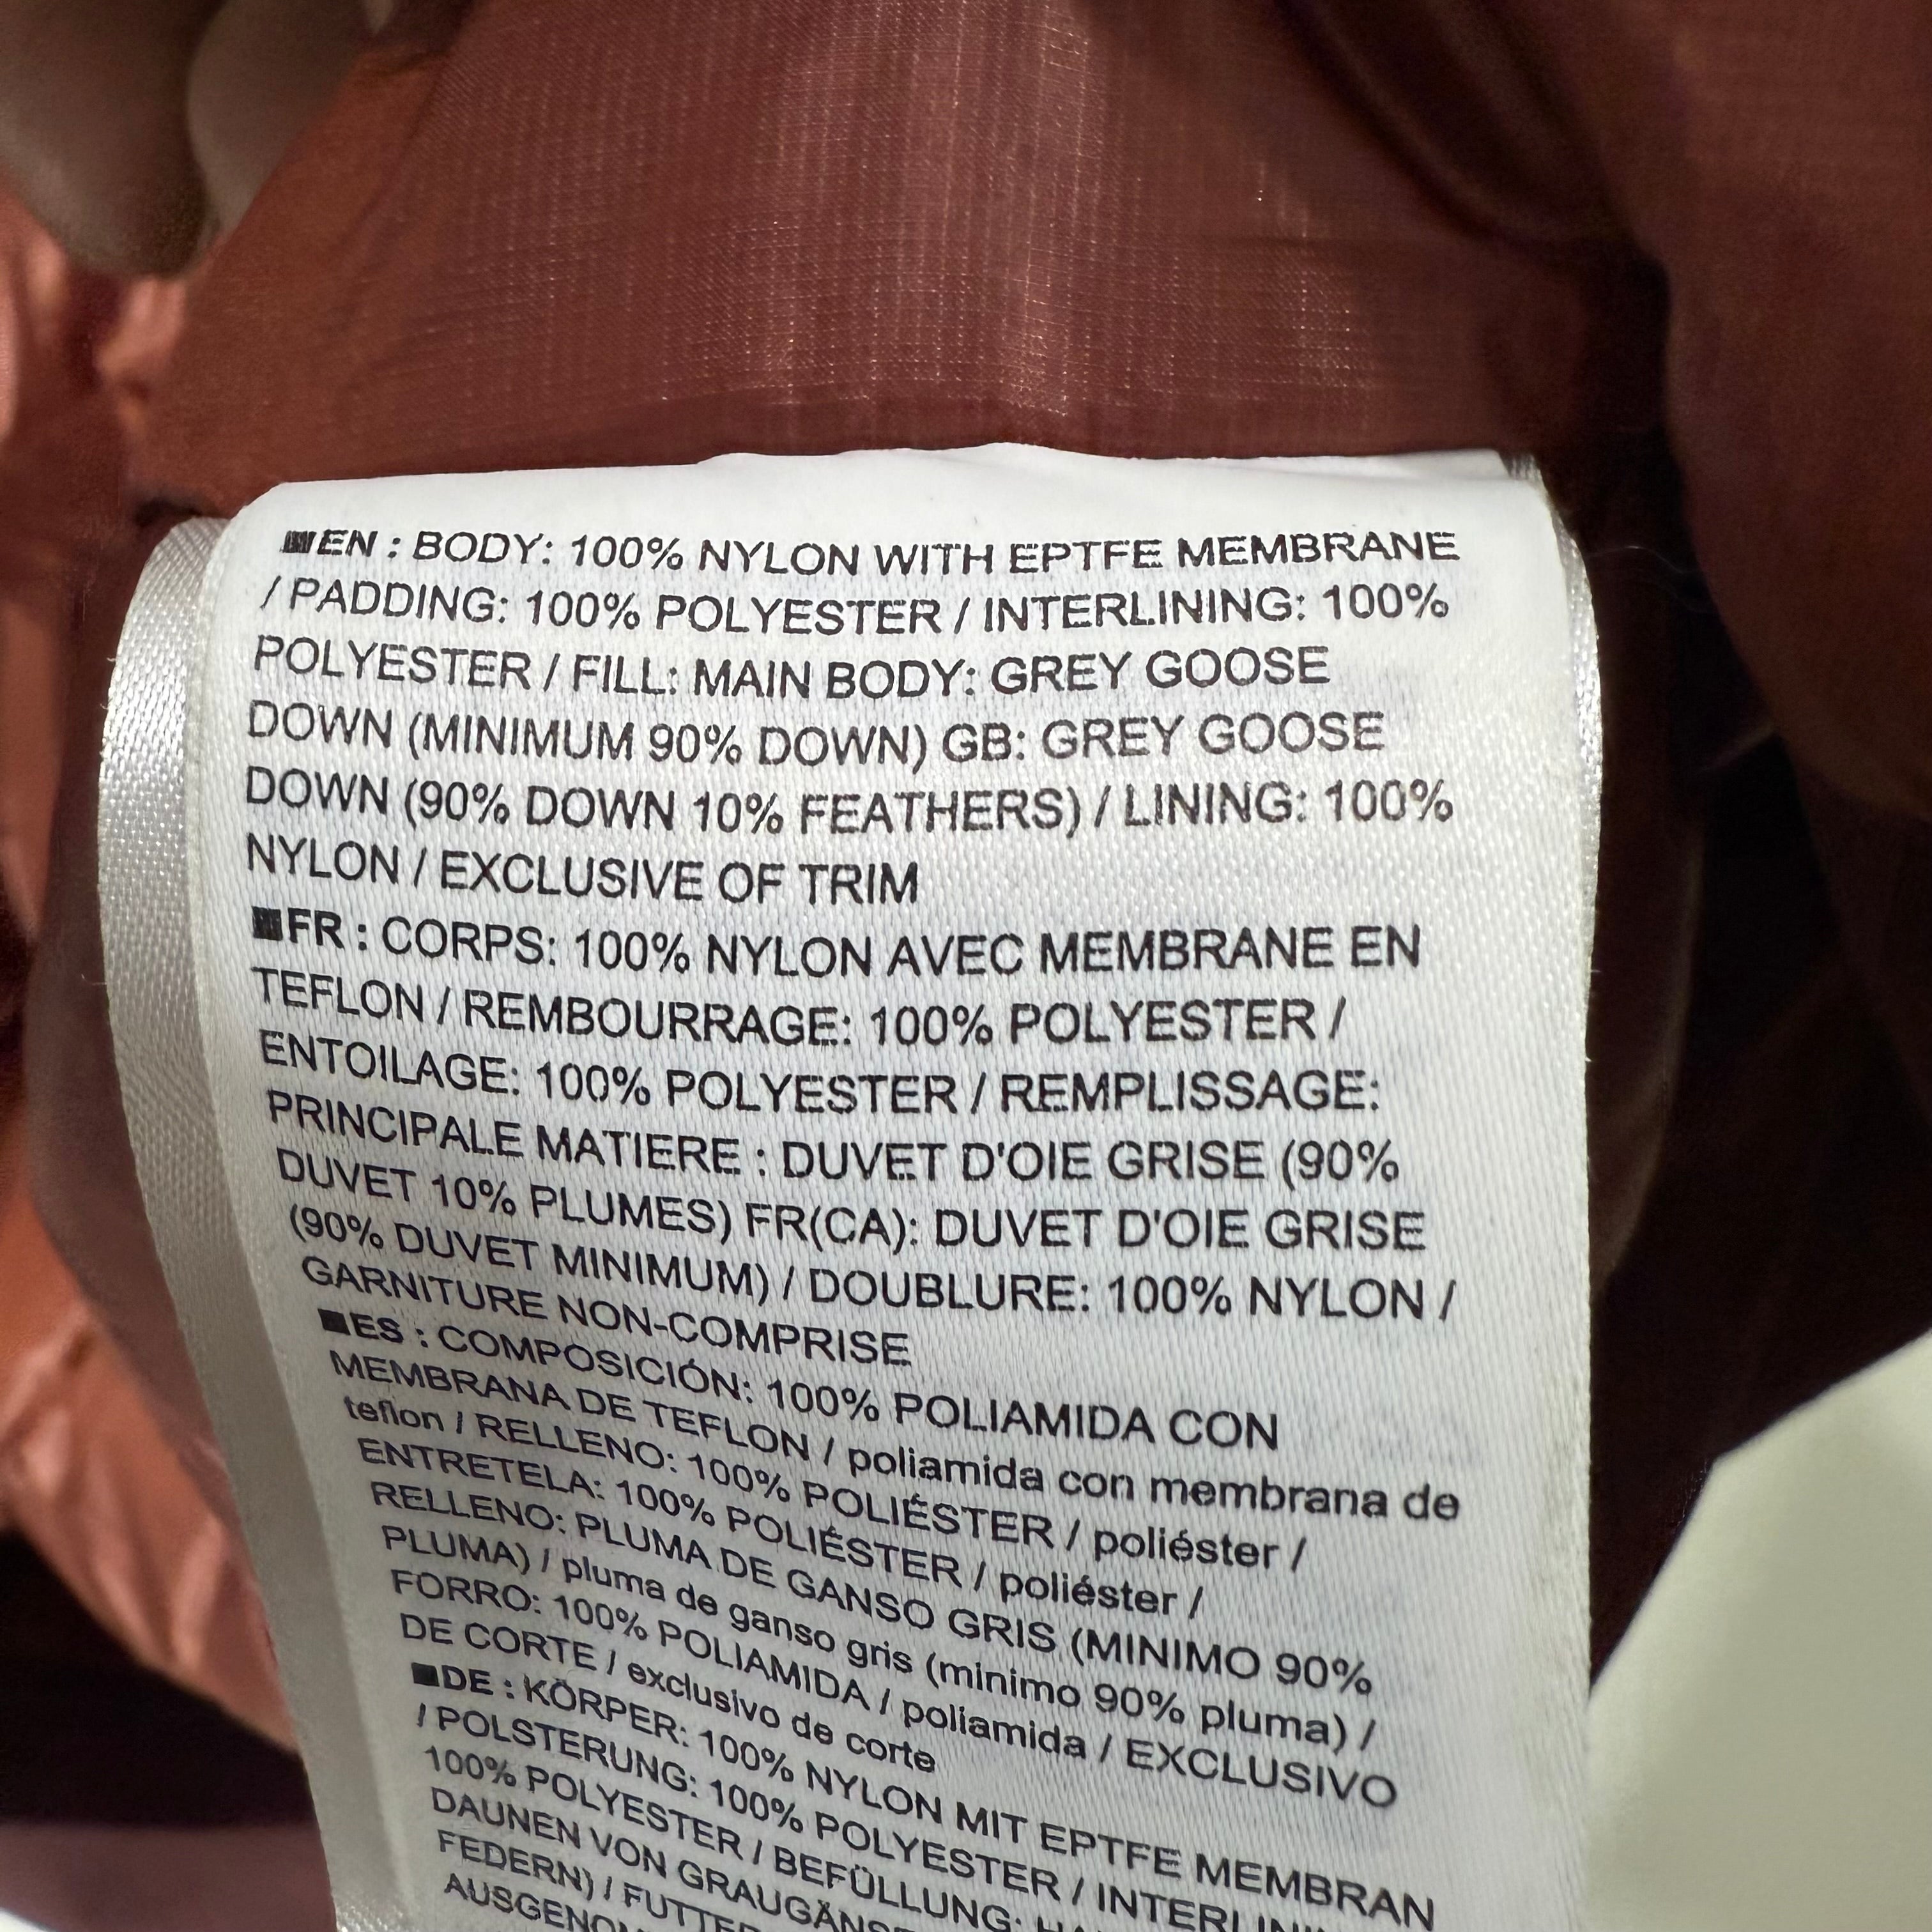 ■EN : BODY: 100% NYLON WITH EPTFE MEMBRANE
/ PADDING: 100% POLYESTER / INTERLINING: 100%
POLYESTER / FILL: MAIN BODY: GREY GOOSE
DOWN (MINIMUM 90% DOWN) GB: GREY GOOSE
DOWN (90% DOWN 10% FEATHERS) / LINING: 100%
NYLON / EXCLUSIVE OF TRIM
■FR : CORPS: 100% NYLON AVEC MEMBRANE EN
TEFLON / REMBOURRAGE: 100% POLYESTER /
ENTOILAGE: 100% POLYESTER / REMPLISSAGE:
PRINCIPALE MATIERE : DUVET D'OIE GRISE (90%
DUVET 10% PLUMES) FR(CA): DUVET D'OIE GRISE
(90% DUVET MINIMUM) / DOUBLURE: 100% NYLON /
GARNITURE NON-COMPRISE
■ES : COMPOSICIÓN: 100% POLIAMIDA CON
MEMBRANA DE TEFLON / poliamida con membrana de
teflon / RELLENO: 100% POLIÉSTER / poliéster /
ENTRETELA: 100% POLIÉSTER / poliéster /
RELLENO: PLUMA DE GANSO GRIS (MINIMO 90%
PLUMA) / pluma de ganso gris (minimo 90% pluma) /
FORRO: 100% POLIAMIDA / poliamida / EXCLUSIVO
DE CORTE / exclusivo de corte
■DE : KÖRPER: 100% NYLON MIT EPTFE MEMBRAN
/ POLSTERUNG: 100% POLYESTER /
100% POLYESTER / BEFÜLLUNG:
DAUNEN VON
FEDERN) /